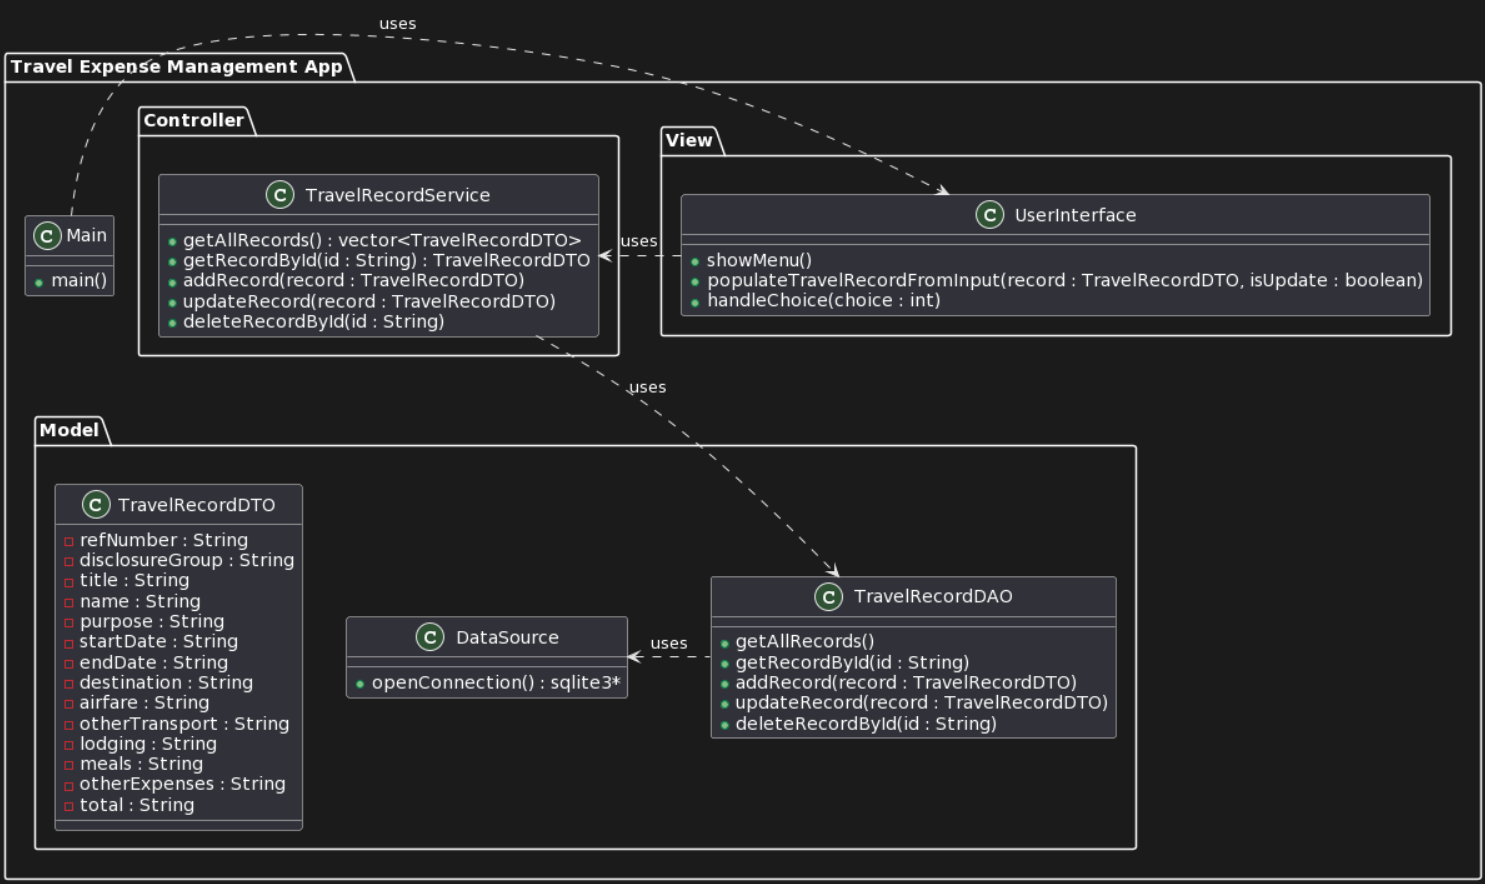 uses
Travel Expense Management App
Controller
C TravelRecordService
getAllRecords() : vector<TravelRecordDTO>
getRecordById(id : String) : TravelRecordDTO
addRecord(record : TravelRecordDTO)
updateRecord(record : TravelRecordDTO)
deleteRecordById(id : String)
View
C UserInterface
showMenu()
populateTravelRecordFromInput(record : TravelRecordDTO, isUpdate : boolean)
handleChoice(choice : int)
uses
C Main
main()
uses
Model
C TravelRecordDTO
refNumber : String
disclosureGroup : String
title : String
name : String
purpose : String
startDate : String
endDate : String
destination : String
airfare : String
otherTransport : String
lodging : String
meals : String
otherExpenses : String
total : String
C DataSource
openConnection() : sqlite3*
uses
C TravelRecordDAO
getAllRecords()
getRecordById(id : String)
addRecord(record : TravelRecordDTO)
updateRecord(record : TravelRecordDTO)
deleteRecordById(id : String)